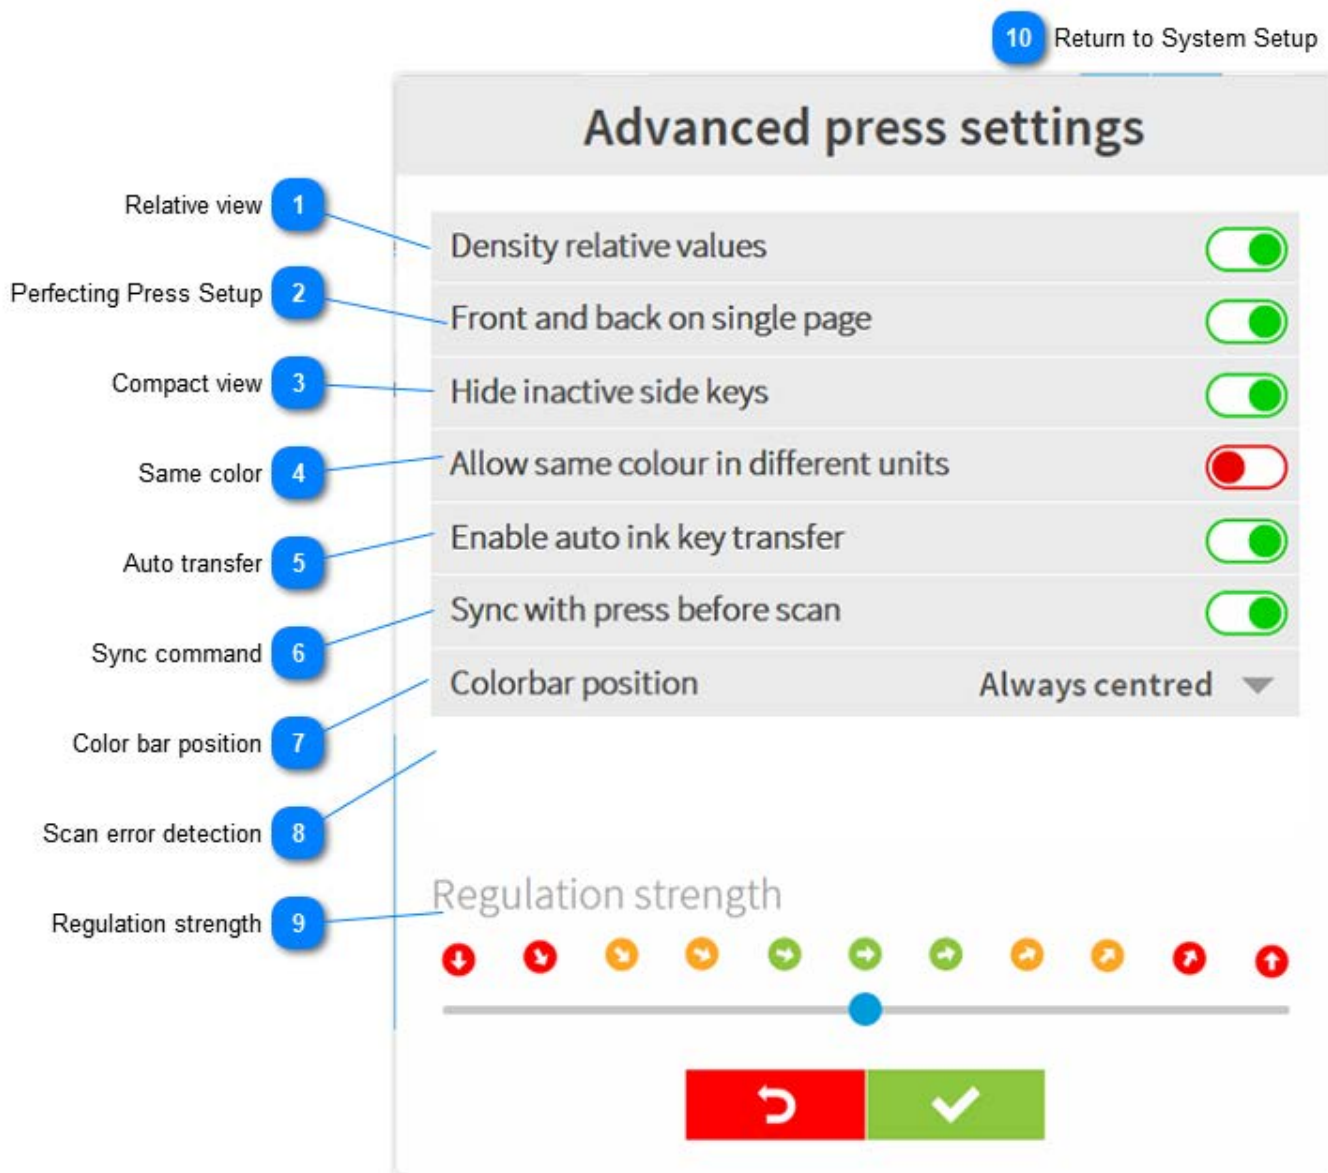 10 Return to System Setup
Advanced press settings
Relative view 1
Density relative values
Perfecting Press Setup 2
Front and back on single page
Compact view 3
Hide inactive side keys
Same color 4
Allow same colour in different units
Auto transfer 5
Enable auto ink key transfer
Sync command 6
Sync with press before scan
Color bar position 7
Colorbar position Always centred
Scan error detection 8
Regulation strength 9
Regulation strength